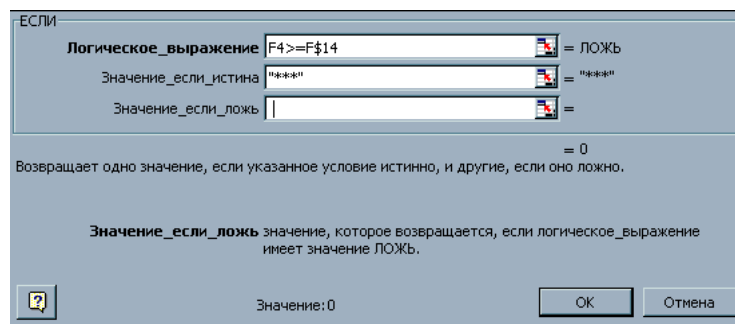 ЕСЛИ
Логическое_выражение F4>=F$14 = ЛОЖЬ
Значение_если_истина "***" = "***"
Значение_если_ложь =
= 0
Возвращает одно значение, если указанное условие истинно, и другие, если оно ложно.
Значение_если_ложь значение, которое возвращается, если логическое_выражение
имеет значение ЛОЖЬ.
Значение:0 OK Отмена